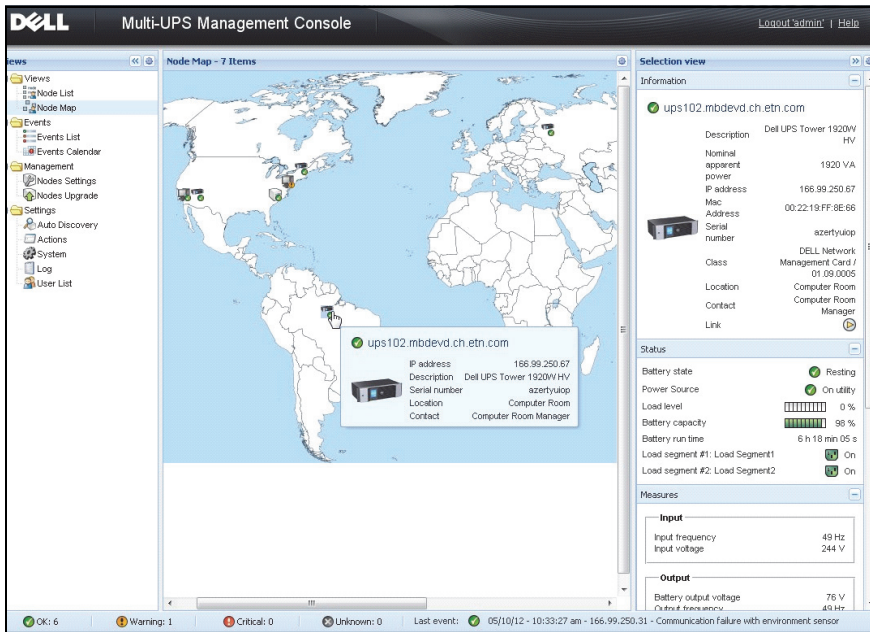 DELL
Multi-UPS Management Console
Logout 'admin' | Help
iews
Views
Node List
Node Map
Events
Events List
Events Calendar
Management
Nodes Settings
Nodes Upgrade
Settings
Auto Discovery
Actions
System
Log
User List
Node Map - 7 Items
ups102.mbdevd.ch.etn.com
IP address 166.99.250.67
Description Dell UPS Tower 1920W HV
Serial number azertyuiop
Location Computer Room
Contact Computer Room Manager
Selection view
Information
ups102.mbdevd.ch.etn.com
Description Dell UPS Tower 1920W
HV
Nominal
apparent 1920 VA
power
IP address 166.99.250.67
Mac
Address 00:22:19:FF:8E:66
Serial
number azertyuiop
DELL Network
Class Management Card /
01.09.0005
Location Computer Room
Contact Computer Room
Manager
Link
Status
Battery state Resting
Power Source On utility
Load level 0 %
Battery capacity 98 %
Battery run time 6 h 18 min 05 s
Load segment #1: Load Segment1 On
Load segment #2: Load Segment2 On
Measures
Input
Input frequency 49 Hz
Input voltage 244 V
Output
Battery output voltage 76 V
Output frequency 49 Hz
OK: 6 Warning: 1 Critical: 0 Unknown: 0 Last event: 05/10/12 - 10:33:27 am - 166.99.250.31 - Communication failure with environment sensor